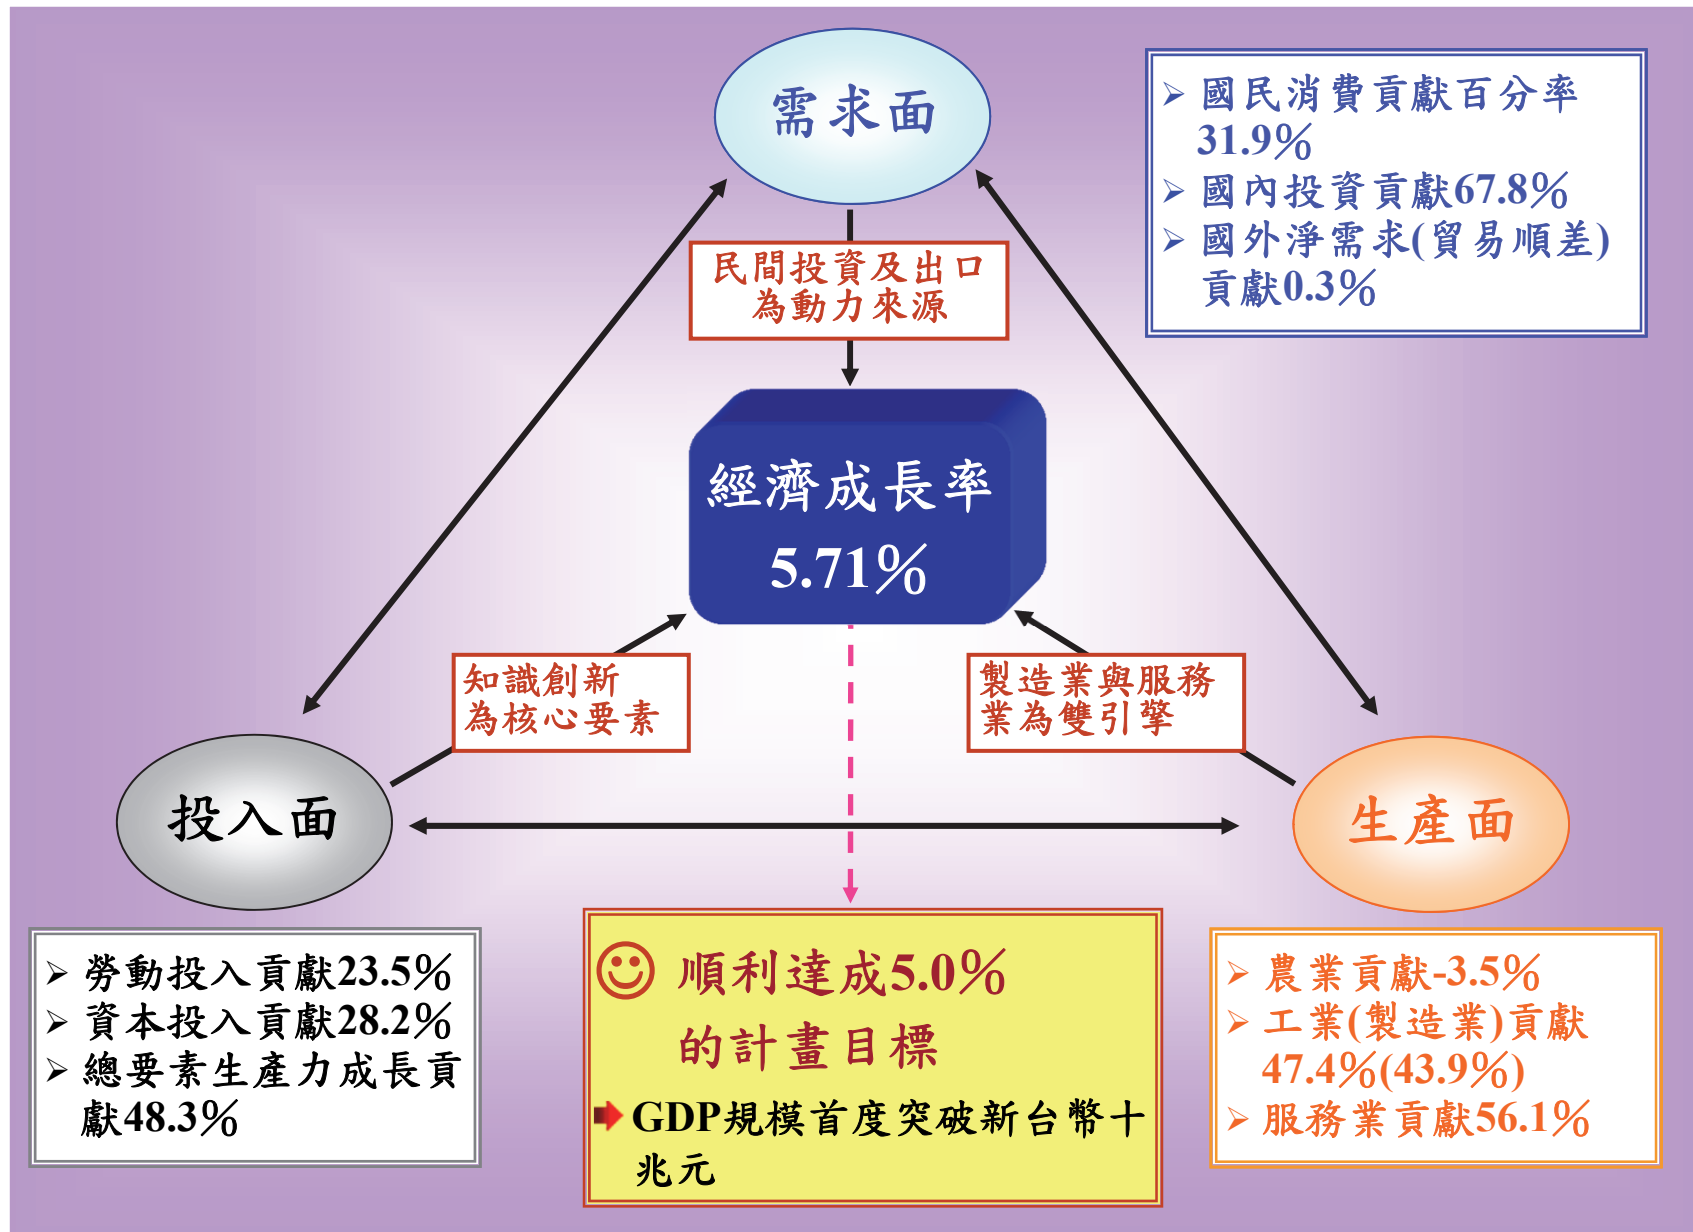 需求面
國民消費貢獻百分率
31.9%
國內投資貢獻67.8%
國外淨需求(貿易順差)
貢獻0.3%
民間投資及出口
為動力來源
經濟成長率
5.71%
知識創新
為核心要素
製造業與服務
業為雙引擎
投入面
生產面
勞動投入貢獻23.5%
資本投入貢獻28.2%
總要素生產力成長貢
獻48.3%
順利達成5.0%
的計畫目標
GDP規模首度突破新台幣十
兆元
農業貢獻-3.5%
工業(製造業)貢獻
47.4%(43.9%)
服務業貢獻56.1%